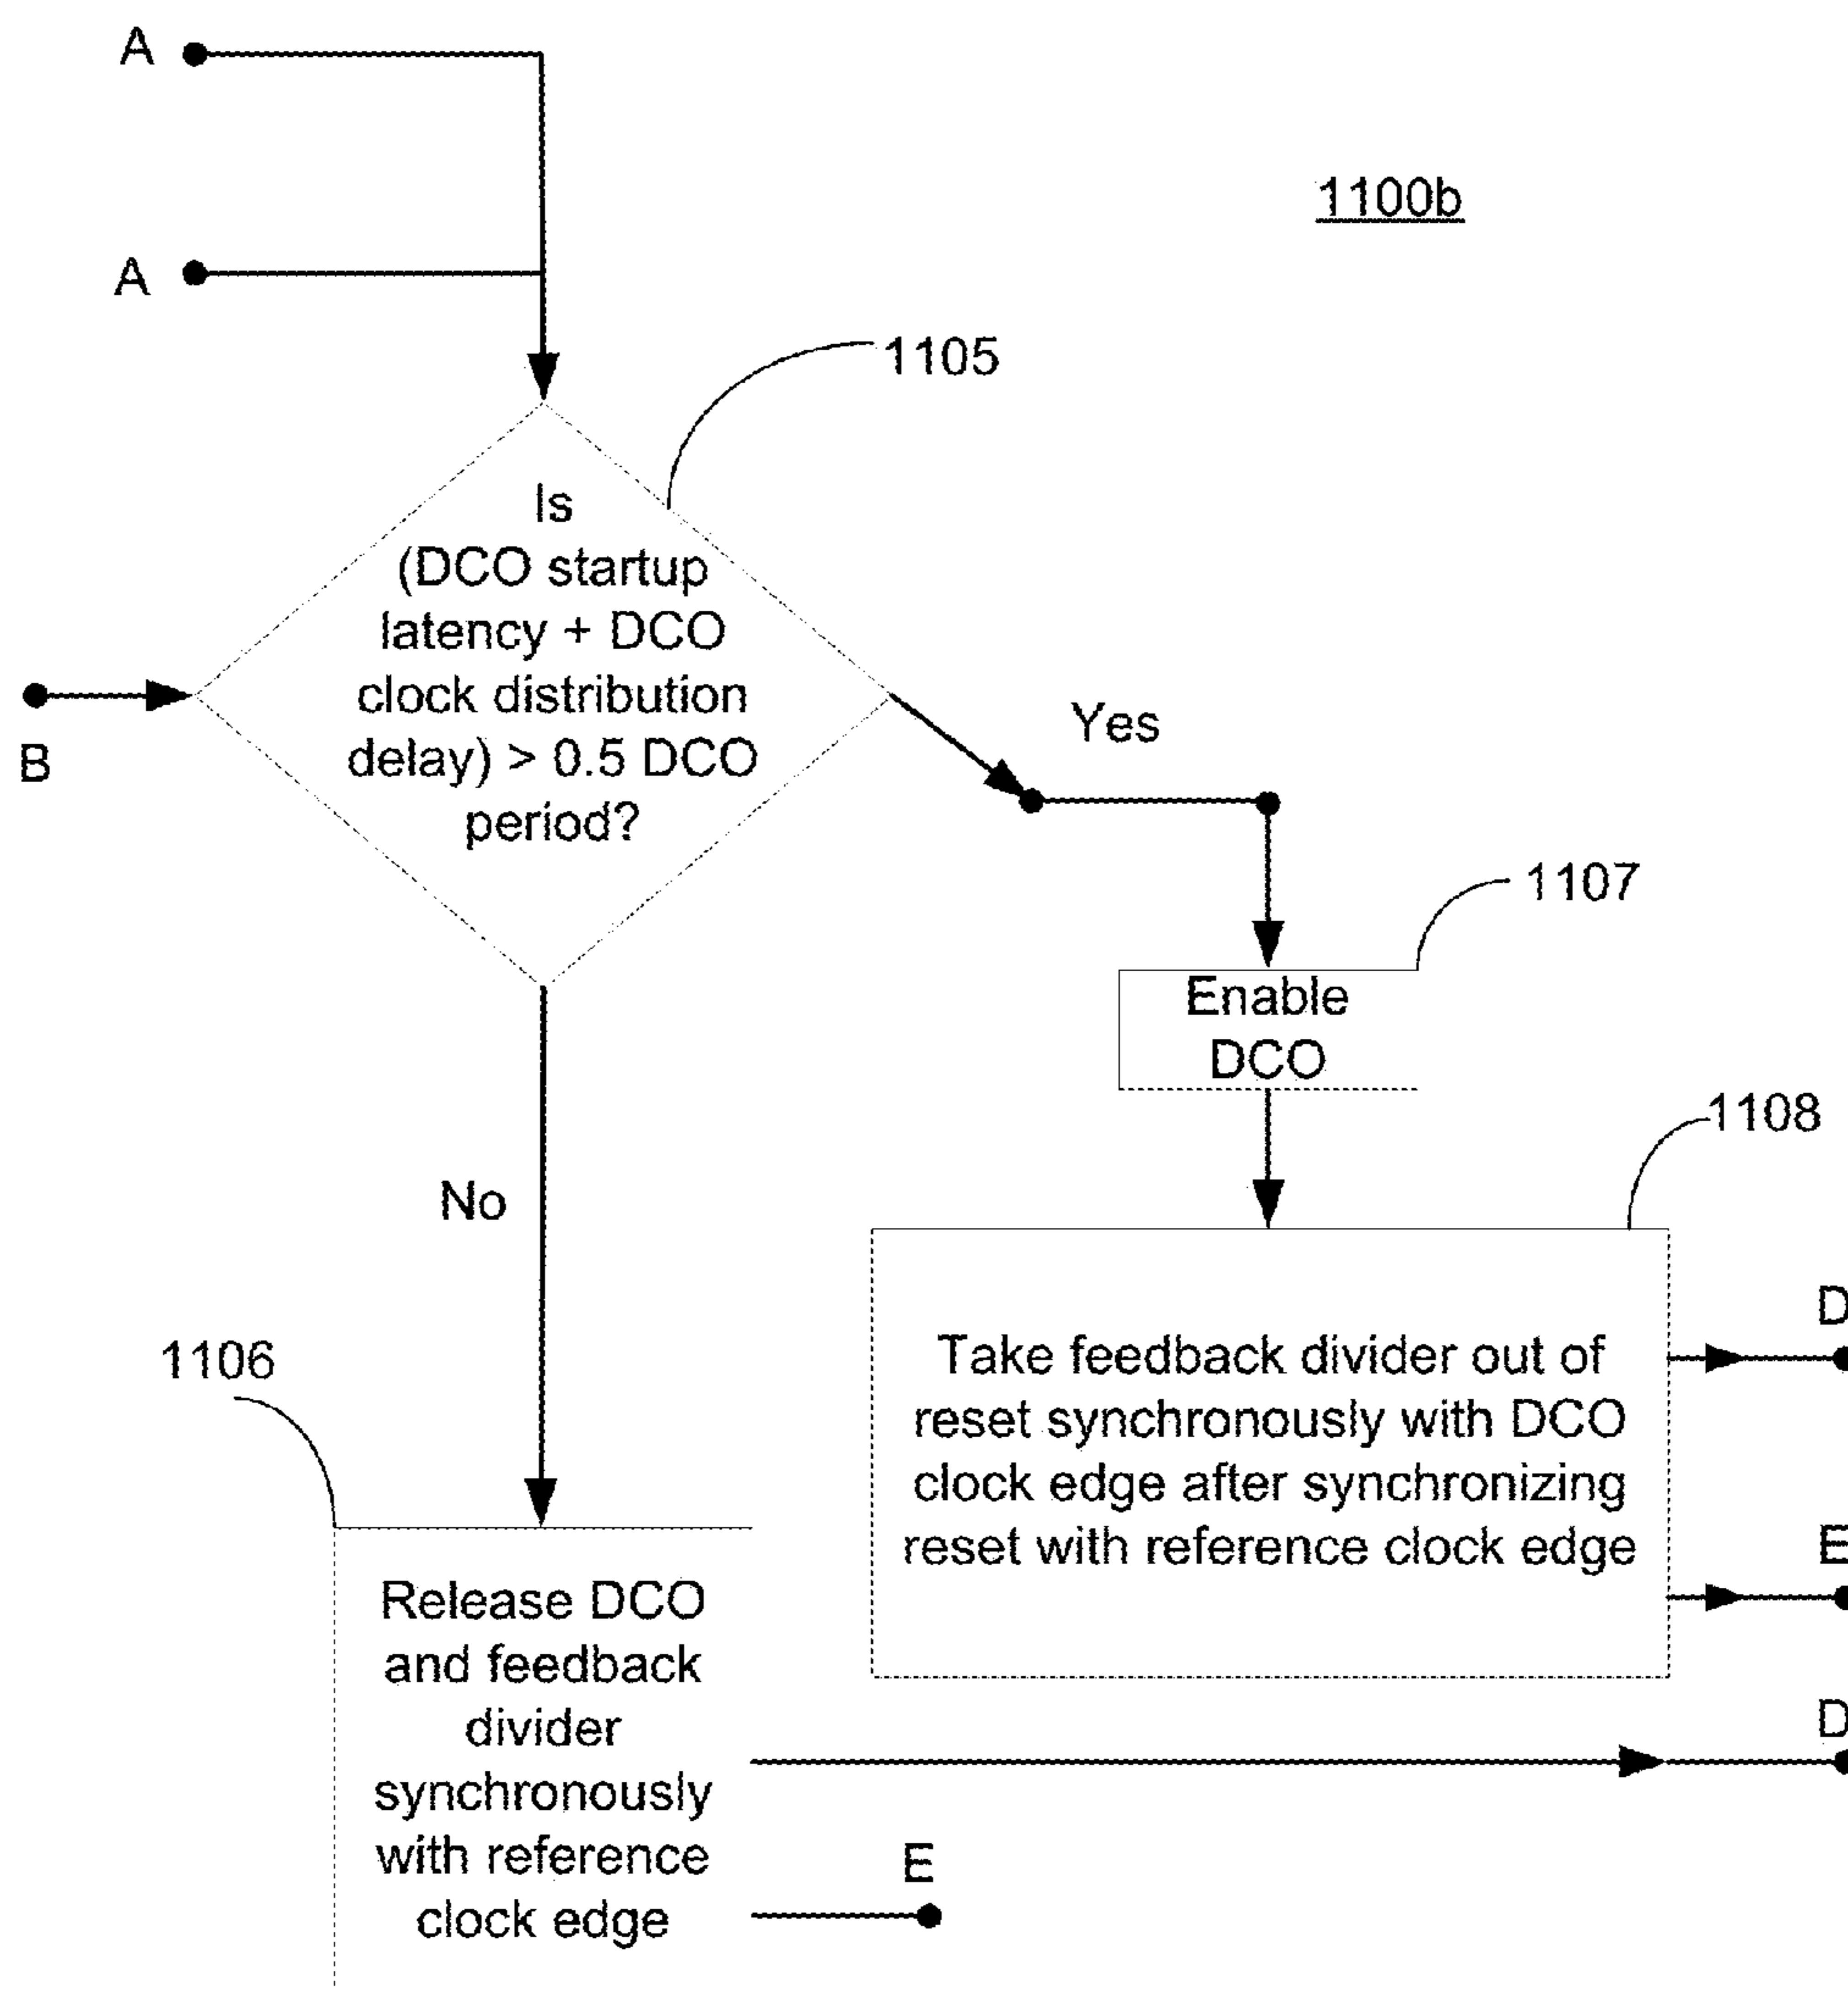 A
1100b
A
1105
Is
(DCO startup
latency + DCO
clock distribution
delay) > 0.5 DCO
period?
B
Yes
1107
Enable
DCO
1108
No
1106
Take feedback divider out of
reset synchronously with DCO
clock edge after synchronizing
reset with reference clock edge
D
E
Release DCO
and feedback
divider
synchronously
with reference
clock edge
D
E